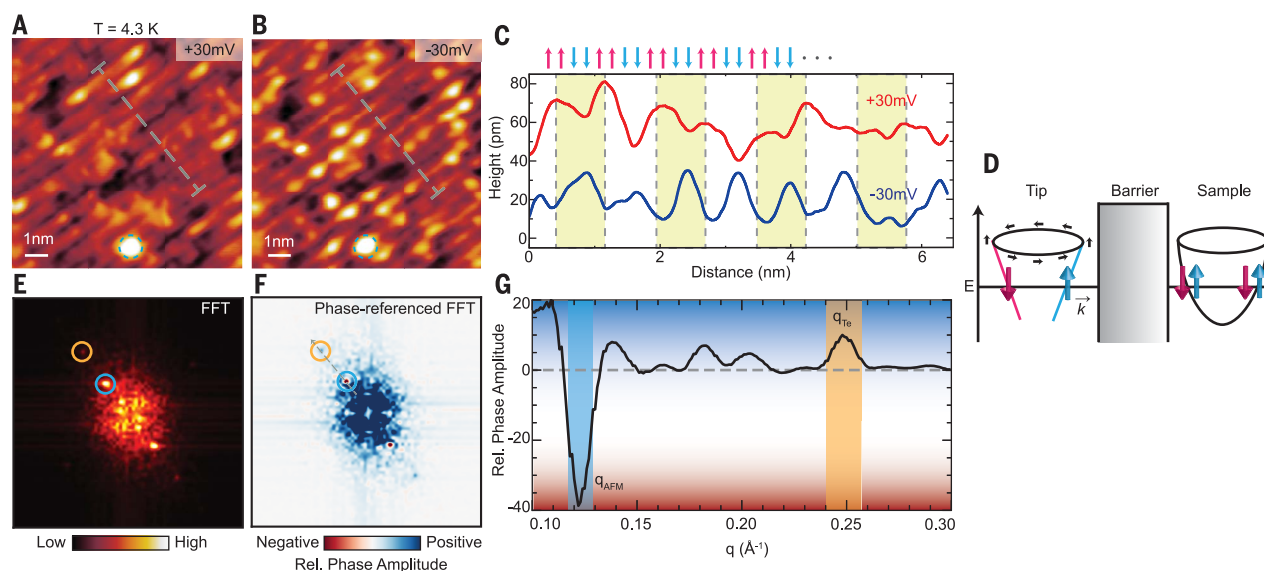 A
T = 4.3 K
+30mV
1nm
B
-30mV
1nm
C
80
60
40
20
0
Height (pm)
+30mV
-30mV
0
2
4
6
Distance (nm)
D
Tip
Barrier
Sample
E
k
E
FFT
Low
High
F
Phase-referenced FFT
Negative
Positive
Rel. Phase Amplitude
G
20
0
-20
-40
Rel. Phase Amplitude
qAFM
qTe
0.10
0.15
0.20
0.25
0.30
q (Å⁻¹)